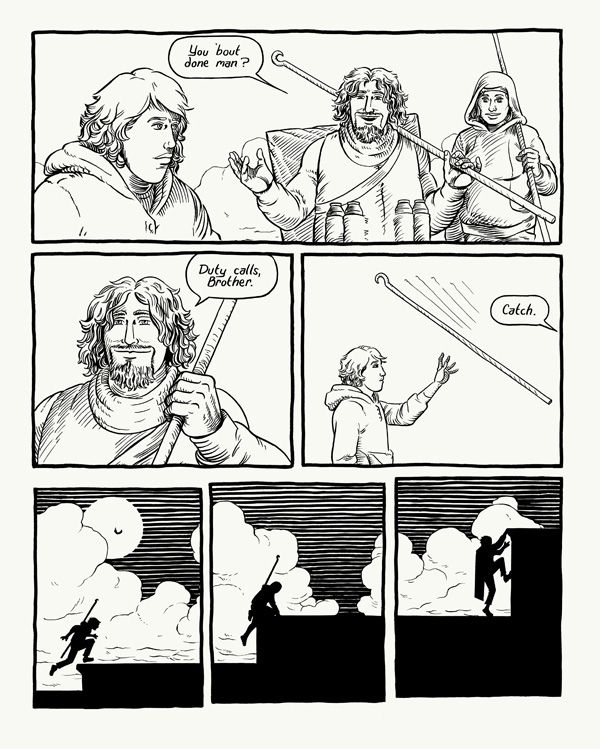 You 'bout
done man?
Duty calls,
Brother.
Catch.